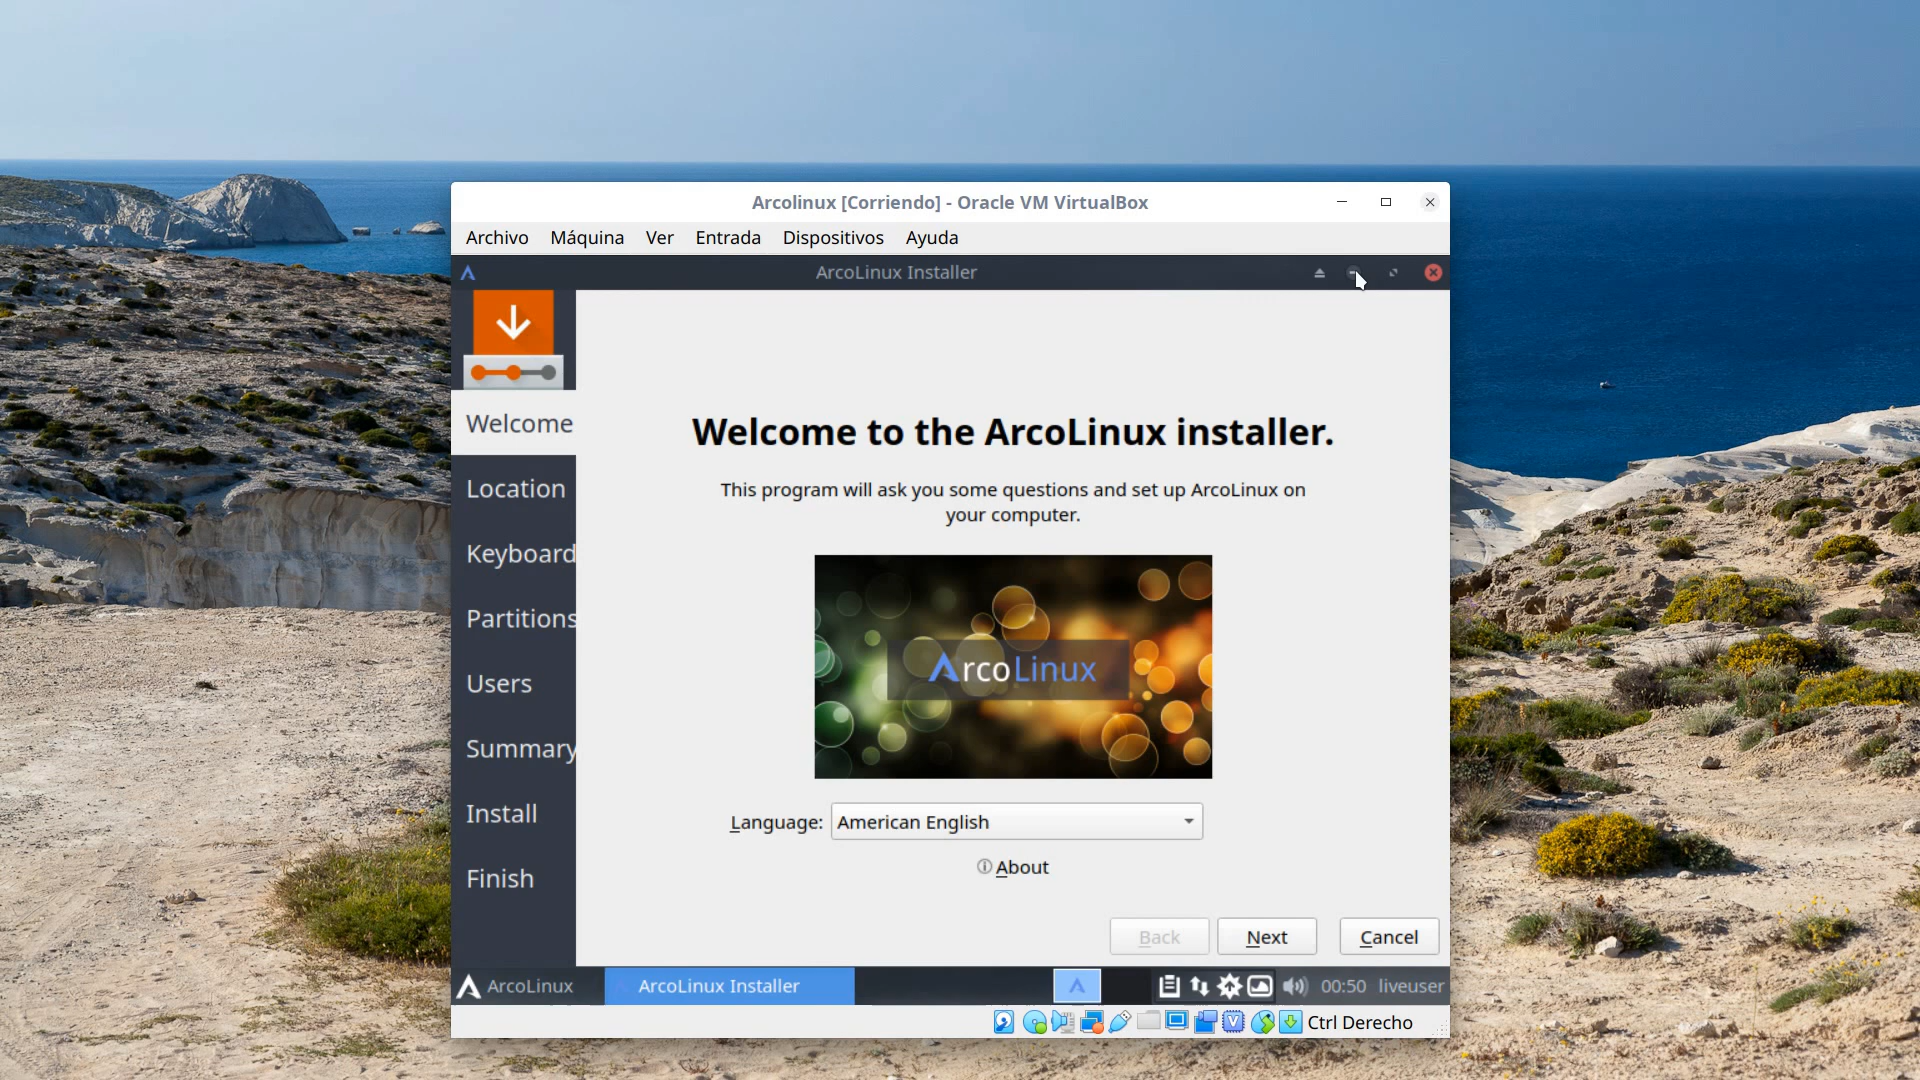 Arcolinux [Corriendo] - Oracle VM VirtualBox
Archivo Máquina Ver Entrada Dispositivos Ayuda
ArcoLinux Installer
Welcome
Location
Keyboard
Partitions
Users
Summary
Install
Finish
Welcome to the ArcoLinux installer.
This program will ask you some questions and set up ArcoLinux on
your computer.
ArcoLinux
Language: American English
About
Back Next Cancel
ArcoLinux ArcoLinux Installer 00:50 liveuser
Ctrl Derecho